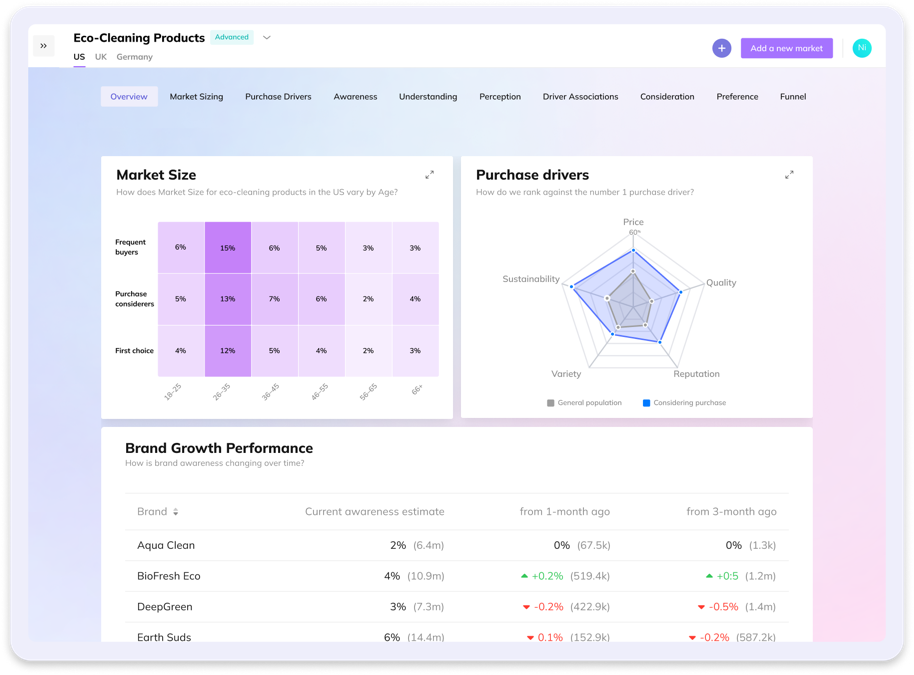 »
Eco-Cleaning Products Advanced
US UK Germany
+ Add a new market Ni
Overview Market Sizing Purchase Drivers Awareness Understanding Perception Driver Associations Consideration Preference Funnel
Market Size
How does Market Size for eco-cleaning products in the US vary by Age?
Frequent
buyers
6% 15% 6% 5% 3% 3%
Purchase
considerers
5% 13% 7% 6% 2% 4%
First choice 4% 12% 5% 4% 2% 3%
18-25 26-35 36-45 46-55 56-65 66+
Purchase drivers
How do we rank against the number 1 purchase driver?
Price
Sustainability
Quality
Variety
Reputation
General population Considering purchase
Brand Growth Performance
How is brand awareness changing over time?
Brand Current awareness estimate from 1-month ago from 3-month ago
Aqua Clean 2% (6.4m) 0% (67.5k) 0% (1.3k)
BioFresh Eco 4% (10.9m) +0.2% (519.4k) +0:5 (1.2m)
DeepGreen 3% (7.3m) -0.2% (422.9k) -0.5% (1.4m)
Earth Suds 6% (14.4m) 0.1% (152.9k) -0.2% (587.2k)